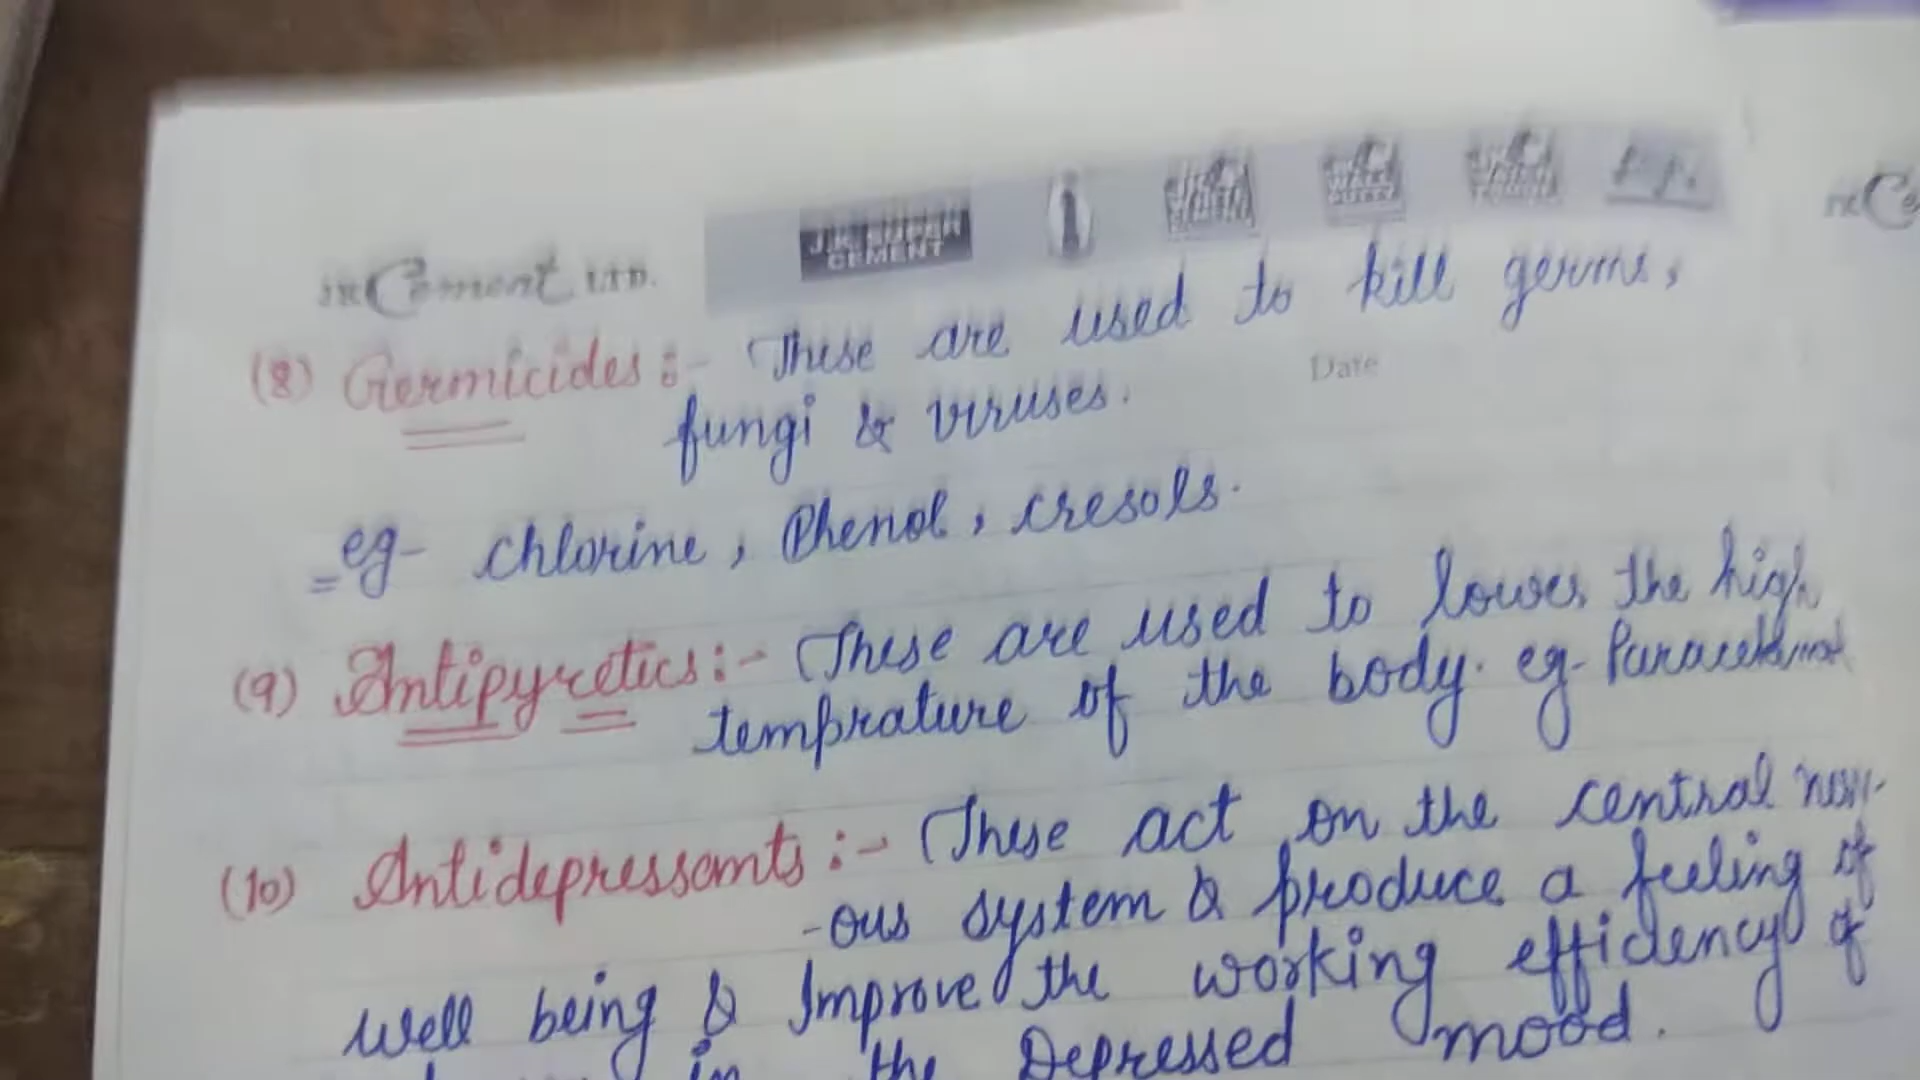 JK Cement LTD.
J.K. SUPER
CEMENT
(8) Germicides:- These are used to kill germs,
Date
fungi & viruses.
eg- chlorine, Phenol, cresols.
(9) Antipyretics:- These are used to lower the high
temprature of the body. eg- Paracetamol
(10) Antidepressants:- These act on the central nerv-
-ous system & produce a feeling of
well being & Improve the working efficiency of
in the Depressed mood.